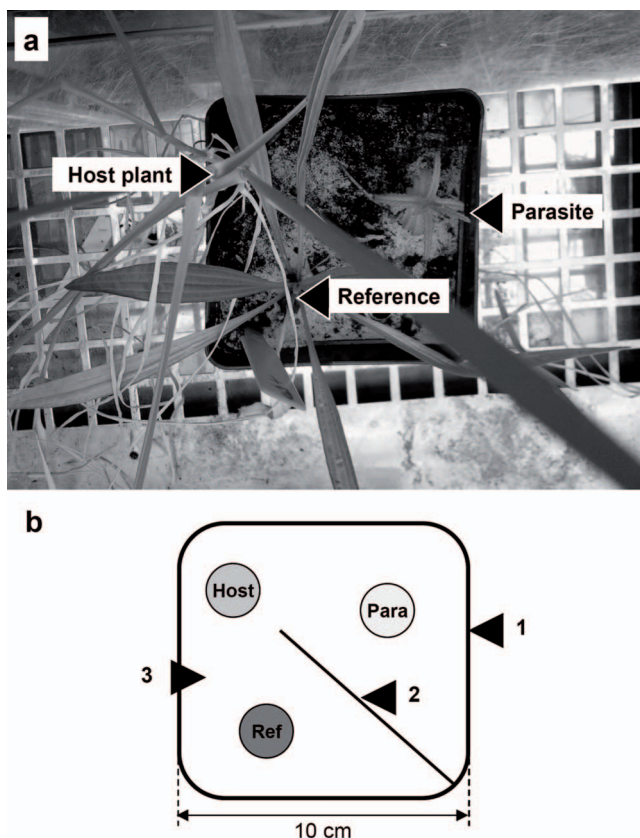 a
Host plant
Parasite
Reference
b
Host
Para
1
3
2
Ref
10 cm